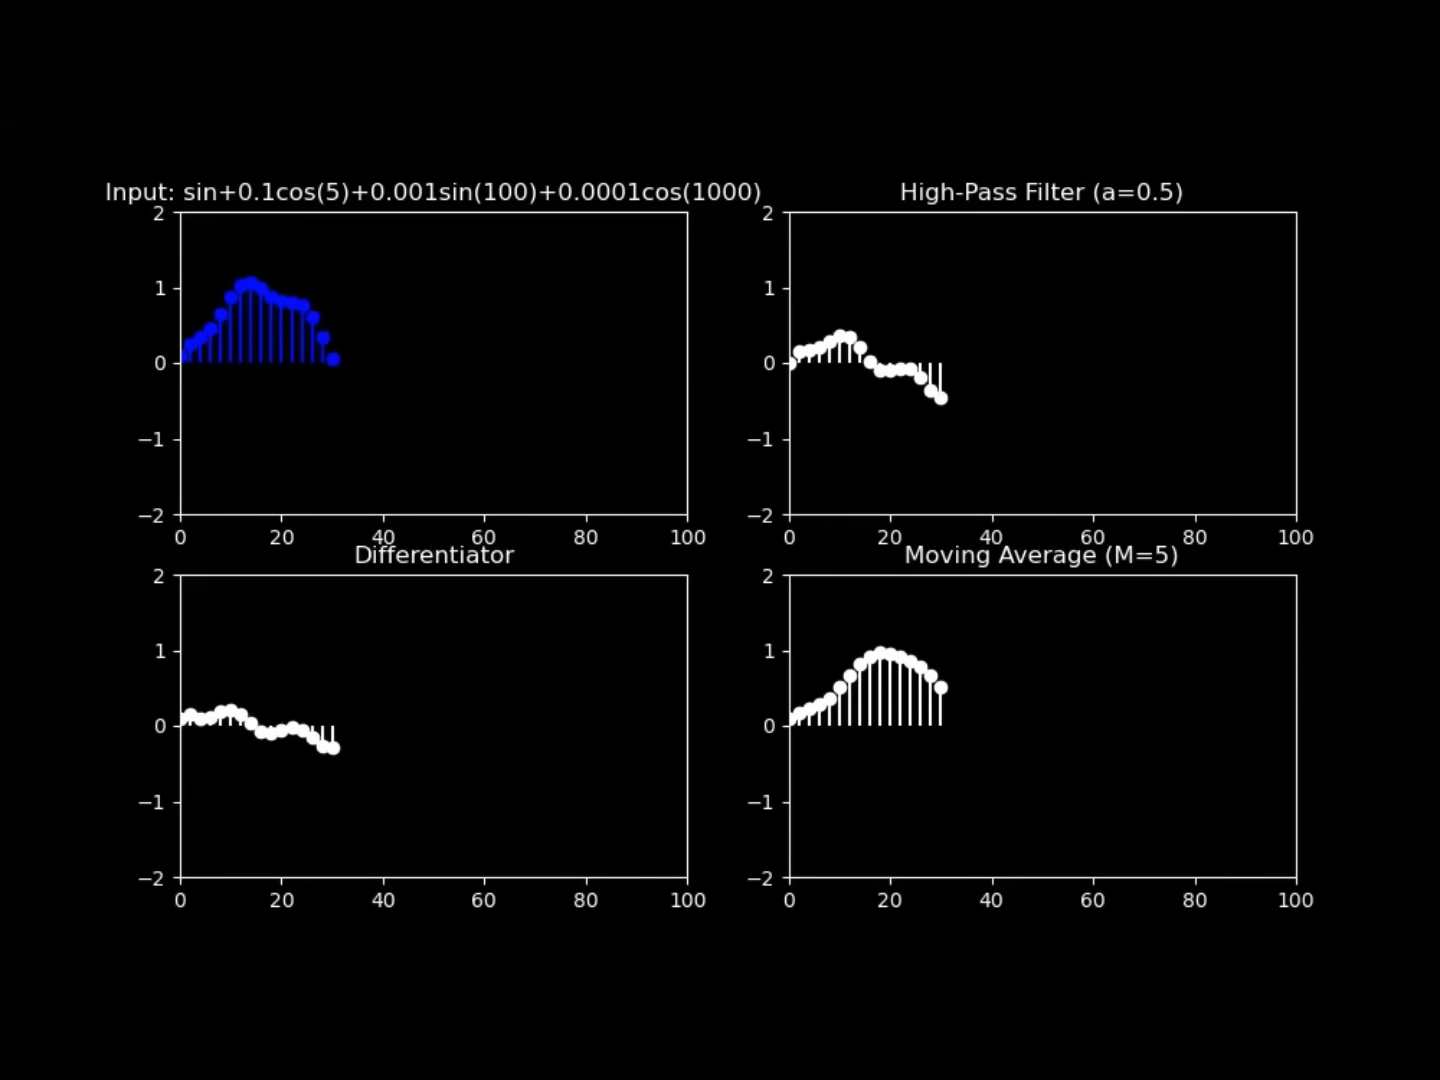 Input: sin+0.1cos(5)+0.001sin(100)+0.0001cos(1000)
2
1
0
−1
−2
0 20 40 60 80 100
High-Pass Filter (a=0.5)
2
1
0
−1
−2
0 20 40 60 80 100
Differentiator
2
1
0
−1
−2
0 20 40 60 80 100
Moving Average (M=5)
2
1
0
−1
−2
0 20 40 60 80 100